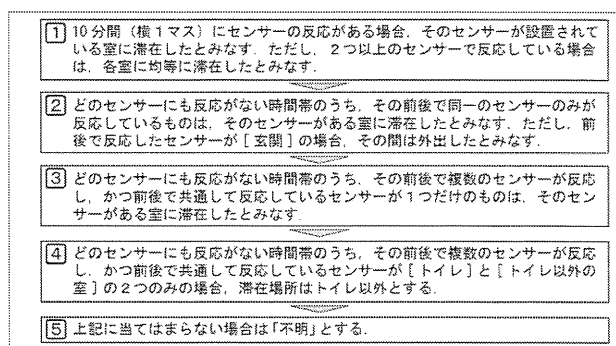 1 10分間（横1マス）にセンサーの反応がある場合，そのセンサーが設置されて
いる室に滞在したとみなす．ただし，2つ以上のセンサーで反応している場合
は，各室に均等に滞在したとみなす．
2 どのセンサーにも反応がない時間帯のうち，その前後で同一のセンサーのみが
反応しているものは，そのセンサーがある室に滞在したとみなす．ただし，前
後で反応したセンサーが［玄関］の場合，その間は外出したとみなす．
3 どのセンサーにも反応がない時間帯のうち，その前後で複数のセンサーが反応
し，かつ前後で共通して反応しているセンサーが1つだけのものは，そのセン
サーがある室に滞在したとみなす．
4 どのセンサーにも反応がない時間帯のうち，その前後で複数のセンサーが反応
し，かつ前後で共通して反応しているセンサーが［トイレ］と［トイレ以外の
室］の2つのみの場合，滞在場所はトイレ以外とする．
5 上記に当てはまらない場合は「不明」とする．